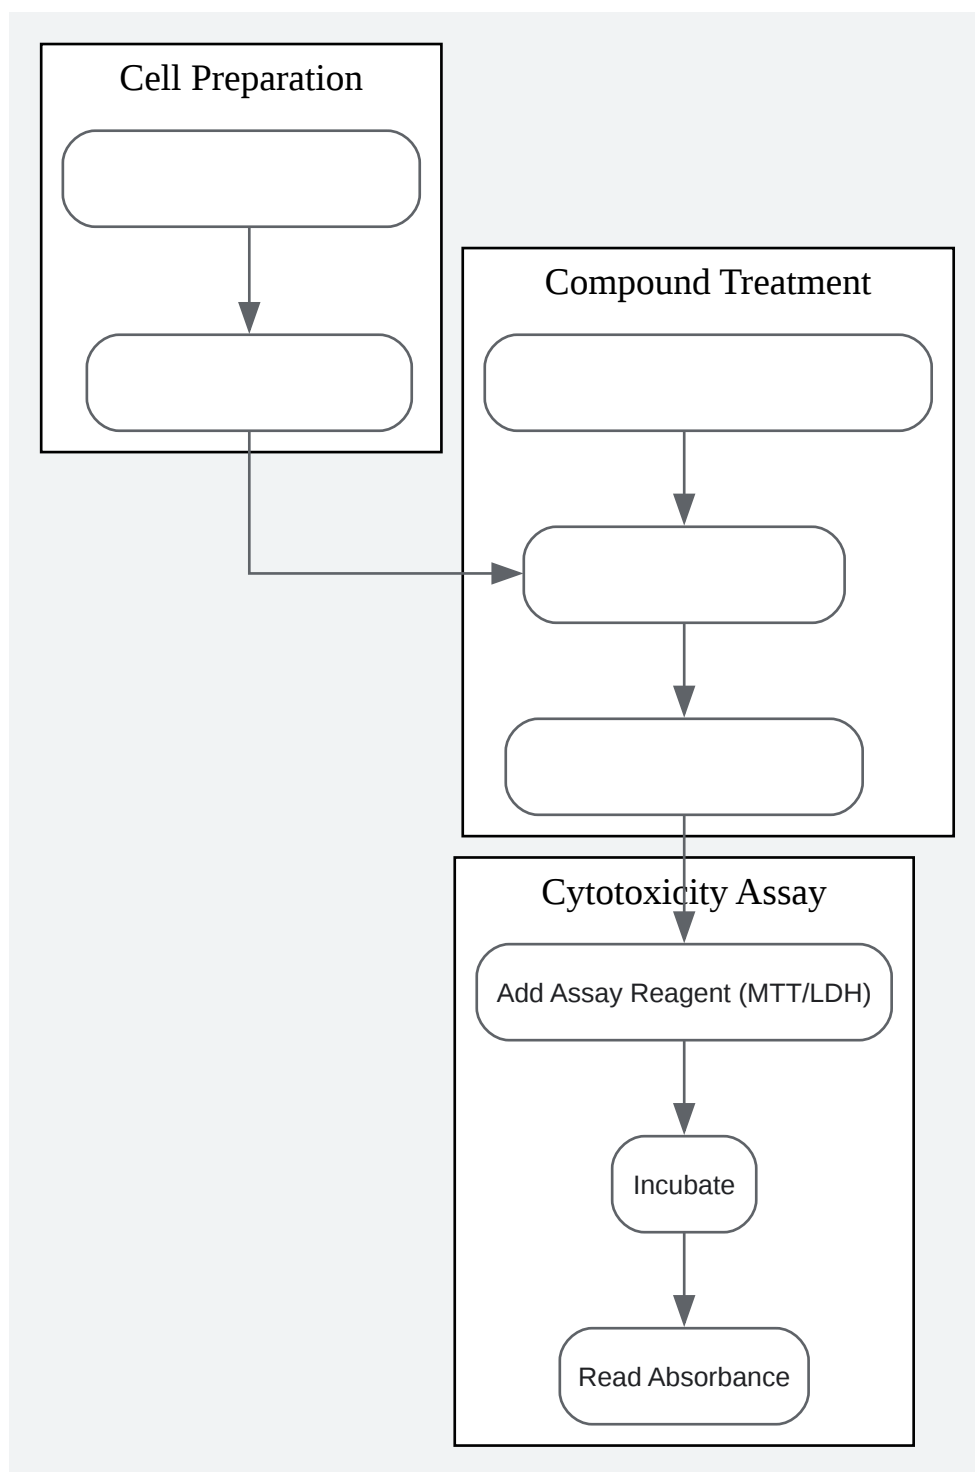 Cell Preparation
Compound Treatment
Cytotoxicity Assay
Add Assay Reagent (MTT/LDH)
Incubate
Read Absorbance